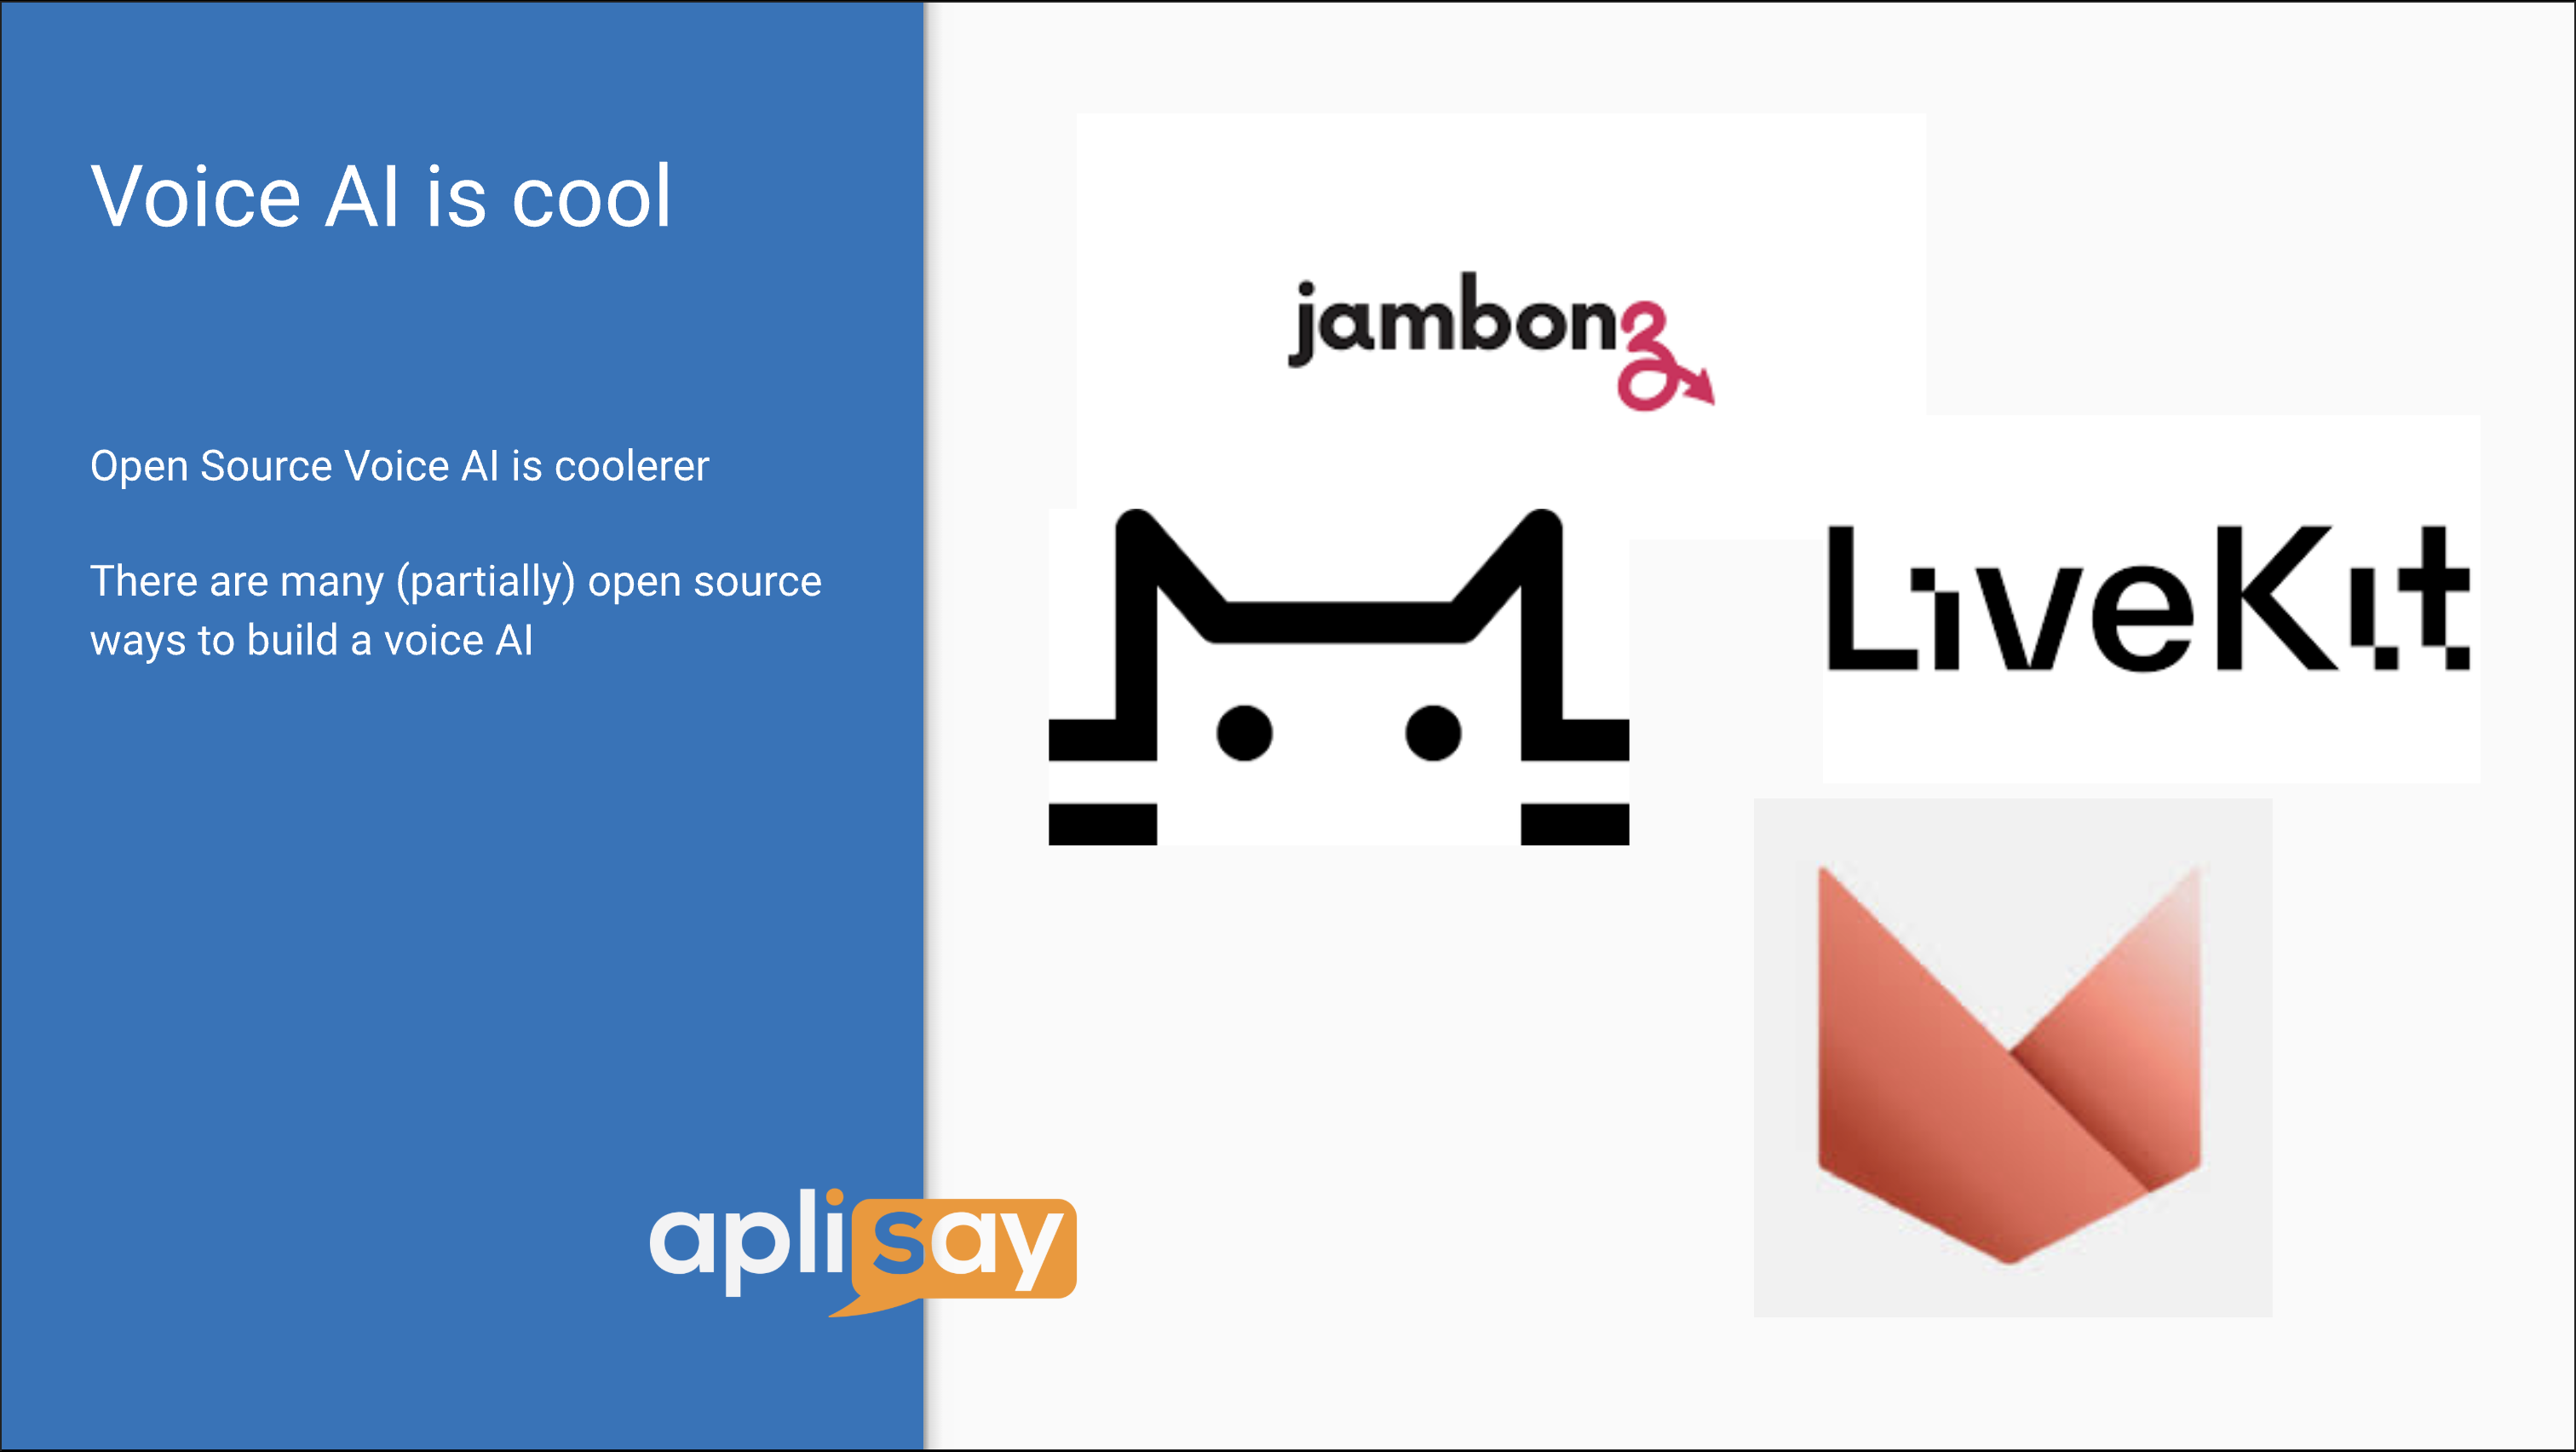 Voice AI is cool
Open Source Voice AI is coolerer
There are many (partially) open source
ways to build a voice AI
jambonz
LiveKit
aplisay